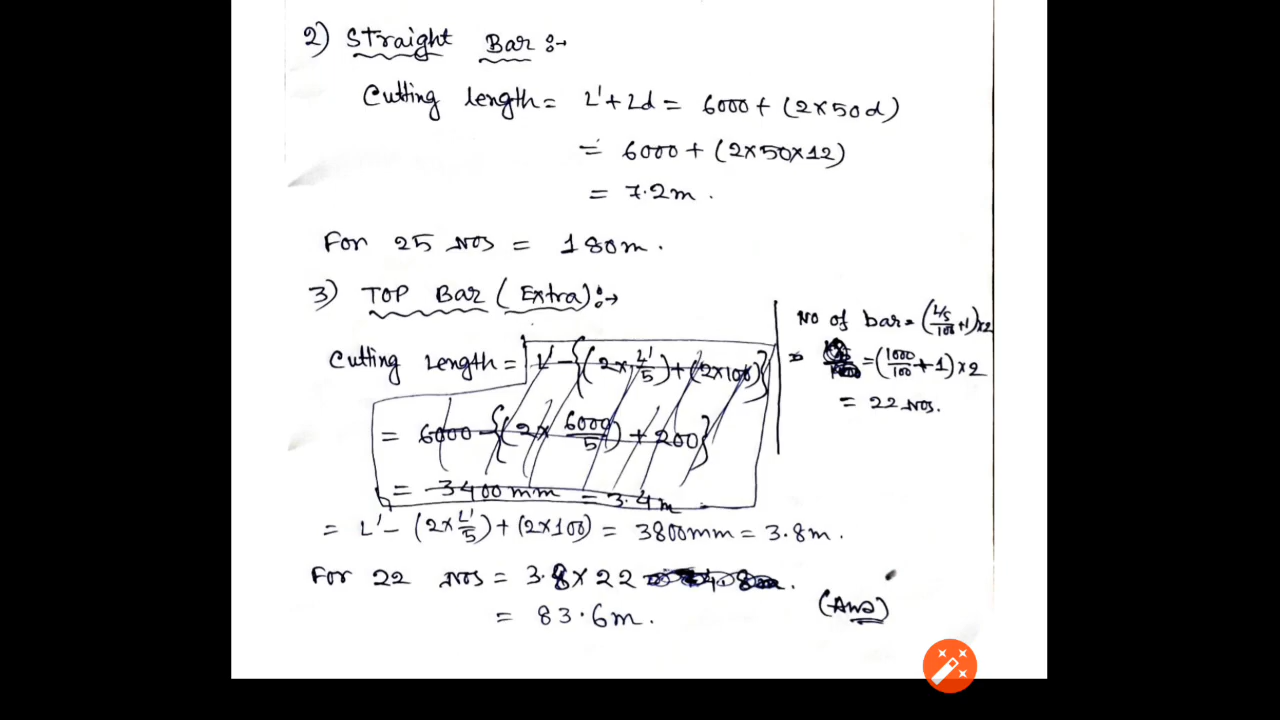 2) Straight Bar :→
Cutting length = L' + Ld = 6000 + (2×50d)
= 6000 + (2×50×12)
= 7.2m .
For 25 Nos = 180m .
3) TOP Bar (Extra) :→
Cutting Length = L' - {(2×L'/5) + (2×100)}
= 6000 - {(2×6000/5) + 200}
= 3400mm = 3.4m
= L' - (2×L'/5) + (2×100) = 3800mm = 3.8m .
For 22 Nos = 3.8×22 .
= 83.6m .
(Ans)
No of bar = (L/5/100 + 1)×2
= (1000/100 + 1)×2
= 22 Nos.